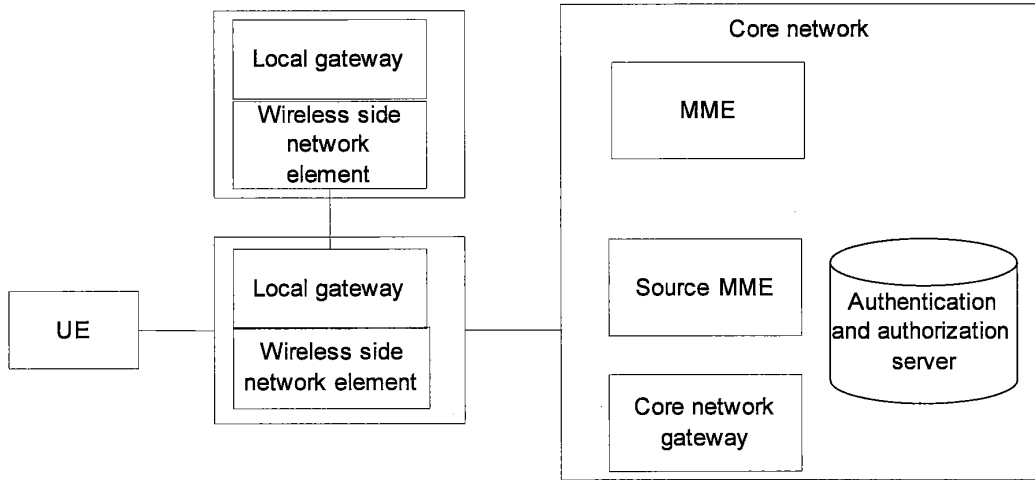 Local gateway
Wireless side
network
element
Local gateway
Wireless side
network element
UE
Core network
MME
Source MME
Core network
gateway
Authentication
and authorization
server